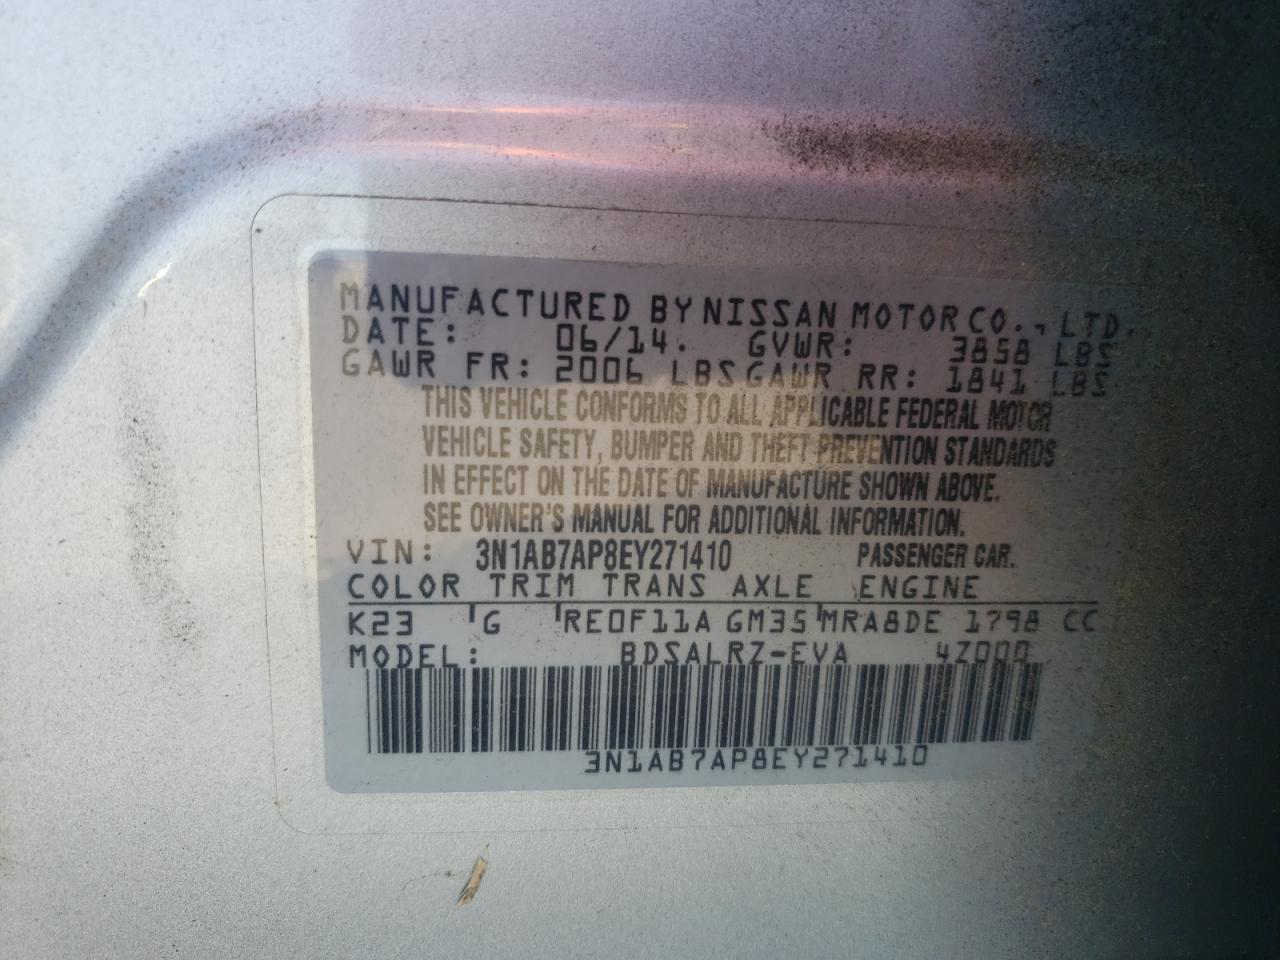 MANUFACTURED BY NISSAN MOTOR CO., LTD.
DATE: 06/14. GVWR: 3858 LBS
GAWR FR: 2006 LBS GAWR RR: 1841 LBS
THIS VEHICLE CONFORMS TO ALL APPLICABLE FEDERAL MOTOR
VEHICLE SAFETY, BUMPER AND THEFT PREVENTION STANDARDS
IN EFFECT ON THE DATE OF MANUFACTURE SHOWN ABOVE.
SEE OWNER'S MANUAL FOR ADDITIONAL INFORMATION.
VIN: 3N1AB7AP8EY271410 PASSENGER CAR.
COLOR TRIM TRANS AXLE ENGINE
K23 G RE0F11A GM35 MRA8DE 1798 CC
MODEL: BDSALRZ-EVA 4Z000
3N1AB7AP8EY271410